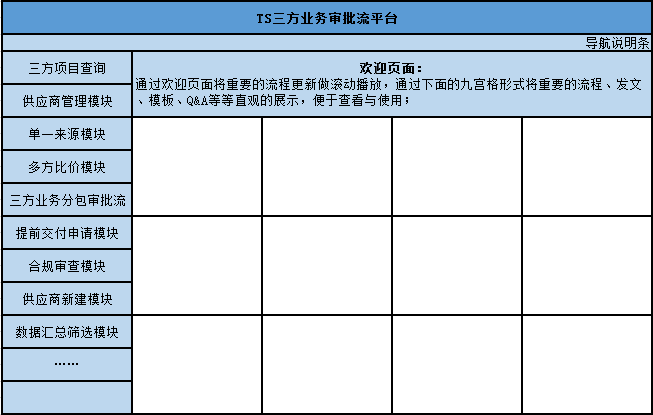 TS三方业务审批流平台
导航说明条
三方项目查询
欢迎页面：
通过欢迎页面将重要的流程更新做滚动播放，通过下面的九宫格形式将重要的流程、发文
、模板、Q&A等等直观的展示，便于查看与使用；
供应商管理模块
单一来源模块
多方比价模块
三方业务分包审批流
提前交付申请模块
合规审查模块
供应商新建模块
数据汇总筛选模块
……